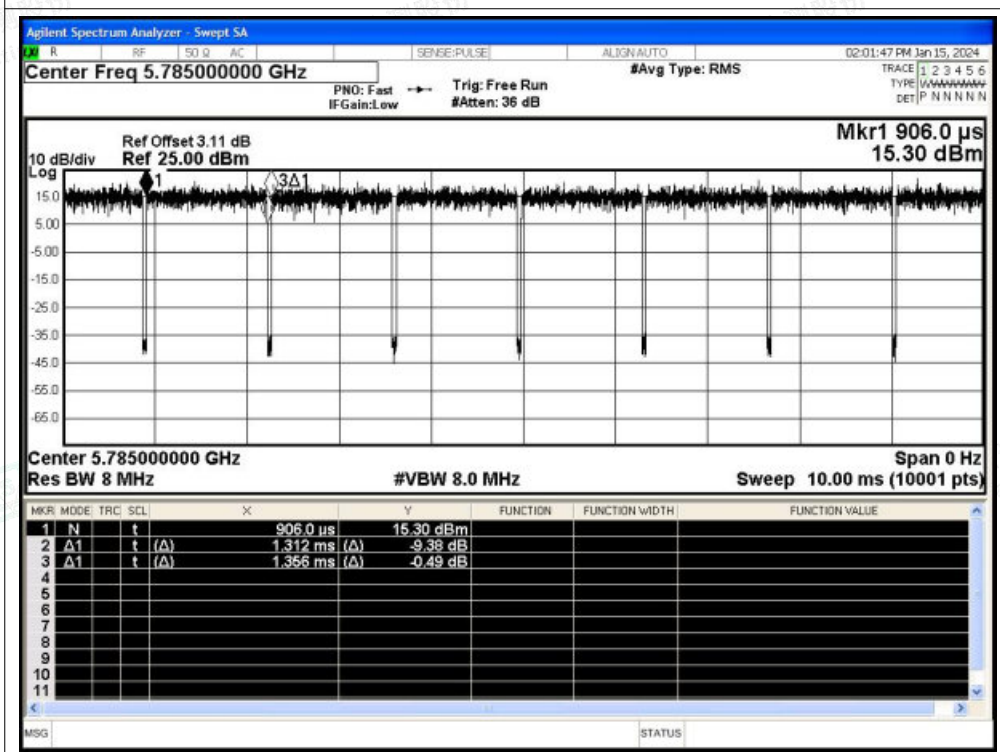 Agilent Spectrum Analyzer - Swept SA
R RF 50 Ω AC SENSE:PULSE ALIGN AUTO 02:01:47 PM Jan 15, 2024
Center Freq 5.785000000 GHz #Avg Type: RMS TRACE 1 2 3 4 5 6
PNO: Fast Trig: Free Run TYPE
IFGain:Low #Atten: 36 dB DET P N N N N N
Mkr1 906.0 µs
Ref Offset 3.11 dB
10 dB/div Ref 25.00 dBm 15.30 dBm
Log
1 3Δ1
15.0
5.00
-5.00
-15.0
-25.0
-35.0
-45.0
-55.0
-65.0
Center 5.785000000 GHz Span 0 Hz
Res BW 8 MHz #VBW 8.0 MHz Sweep 10.00 ms (10001 pts)
MKR MODE TRC SCL X Y FUNCTION FUNCTION WIDTH FUNCTION VALUE
1 N t 906.0 µs 15.30 dBm
2 Δ1 t (Δ) 1.312 ms (Δ) -9.38 dB
3 Δ1 t (Δ) 1.356 ms (Δ) -0.49 dB
4
5
6
7
8
9
10
11
MSG STATUS